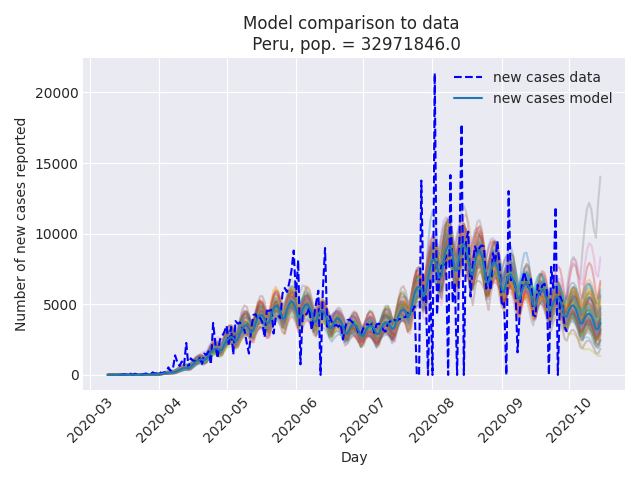 Model comparison to data
Peru, pop. = 32971846.0
new cases data
new cases model
Number of new cases reported
20000
15000
10000
5000
0
2020-03
2020-04
2020-05
2020-06
2020-07
2020-08
2020-09
2020-10
Day